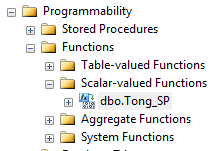 Programmability
Stored Procedures
Functions
Table-valued Functions
Scalar-valued Functions
dbo.Tong_SP
Aggregate Functions
System Functions